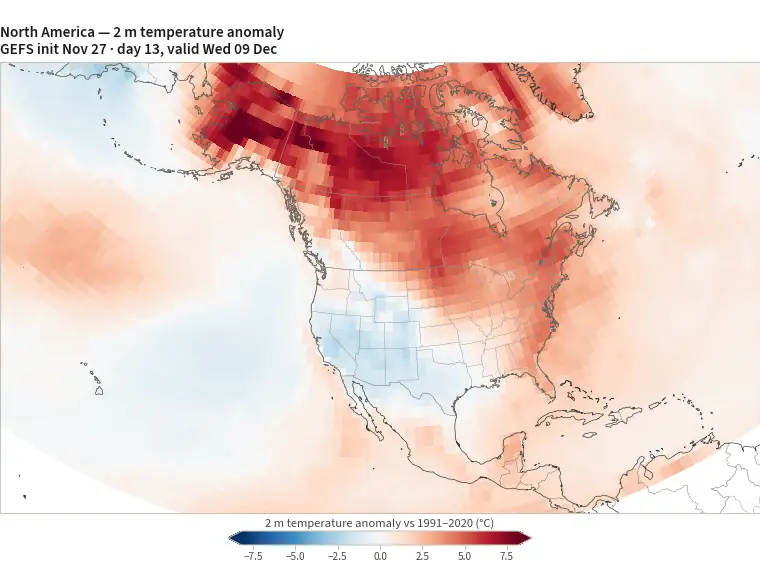 North America — 2 m temperature anomaly
GEFS init Nov 27 · day 13, valid Wed 09 Dec
2 m temperature anomaly vs 1991–2020 (°C)
−7.5 −5.0 −2.5 0.0 2.5 5.0 7.5